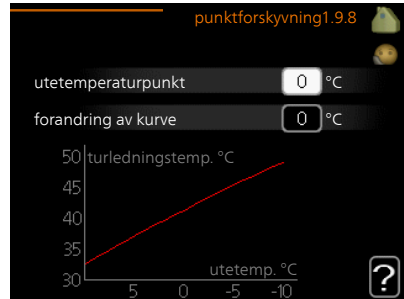 punktforskyvning1.9.8
utetemperaturpunkt 0 °C
forandring av kurve 0 °C
50 turledningstemp. °C
45
40
35
utetemp. °C
30
5 0 -5 -10
?